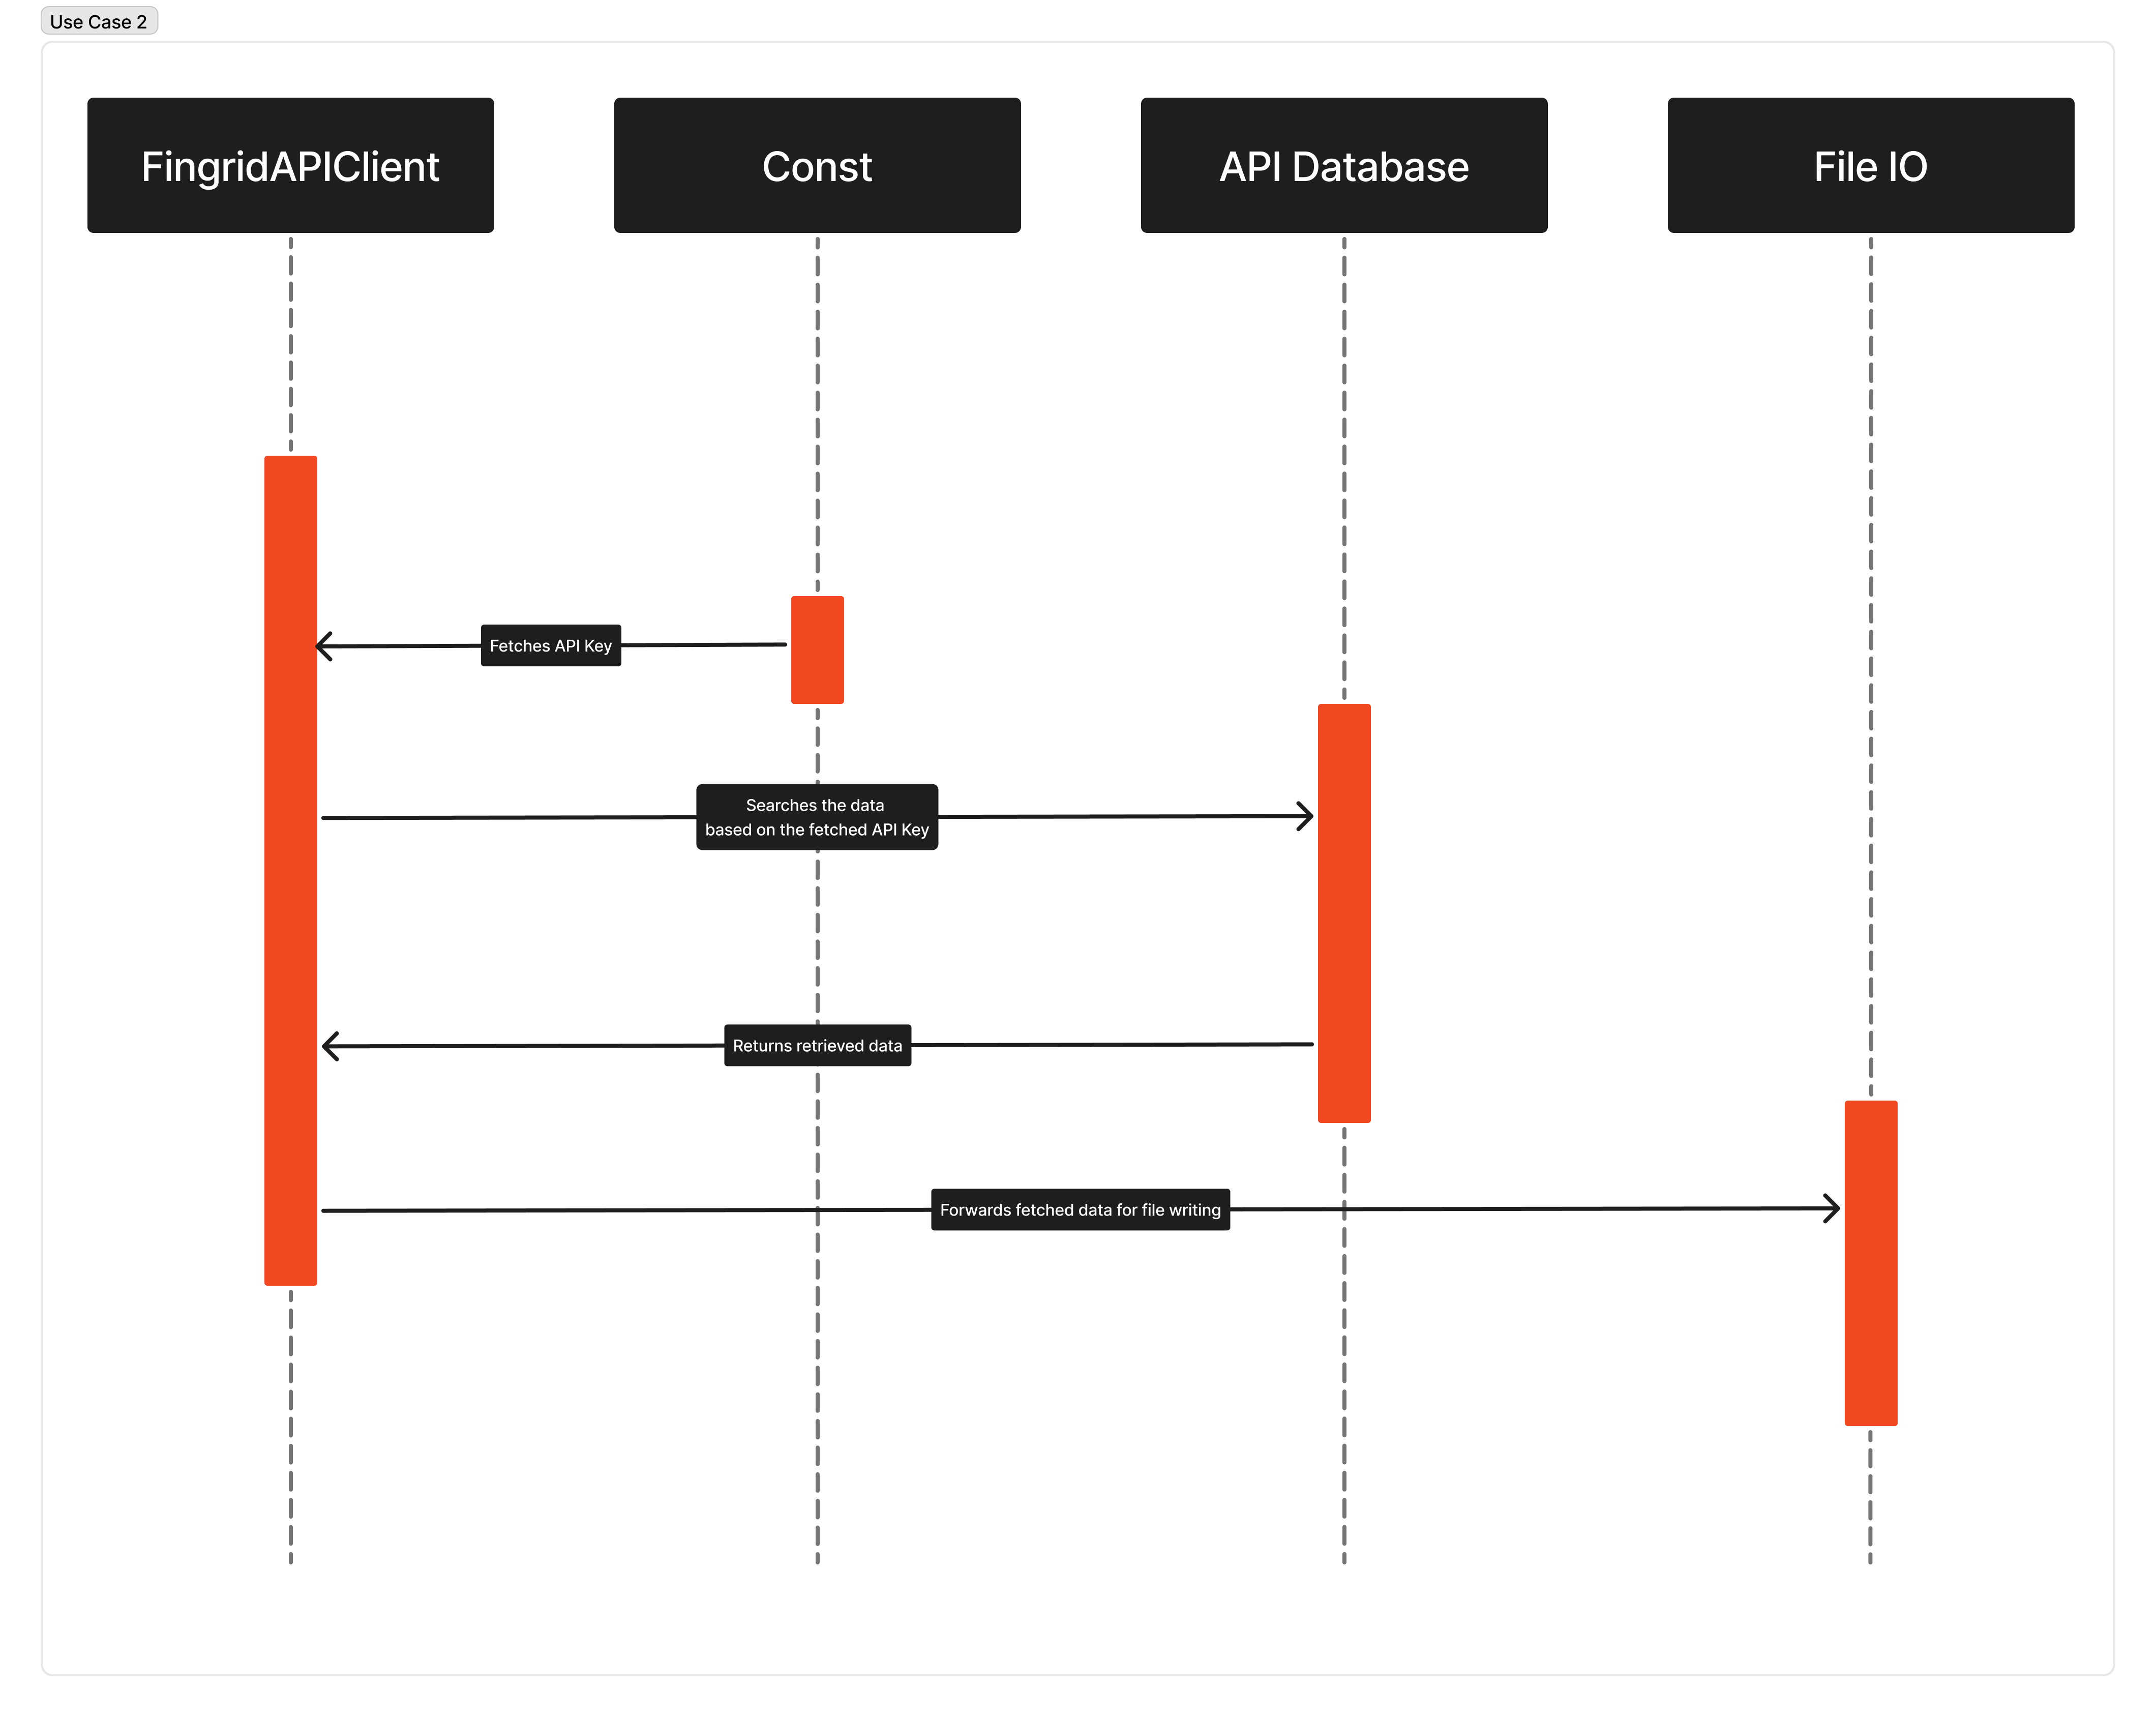 Use Case 2
FingridAPIClient
Const
API Database
File IO
Fetches API Key
Searches the data
based on the fetched API Key
Returns retrieved data
Forwards fetched data for file writing